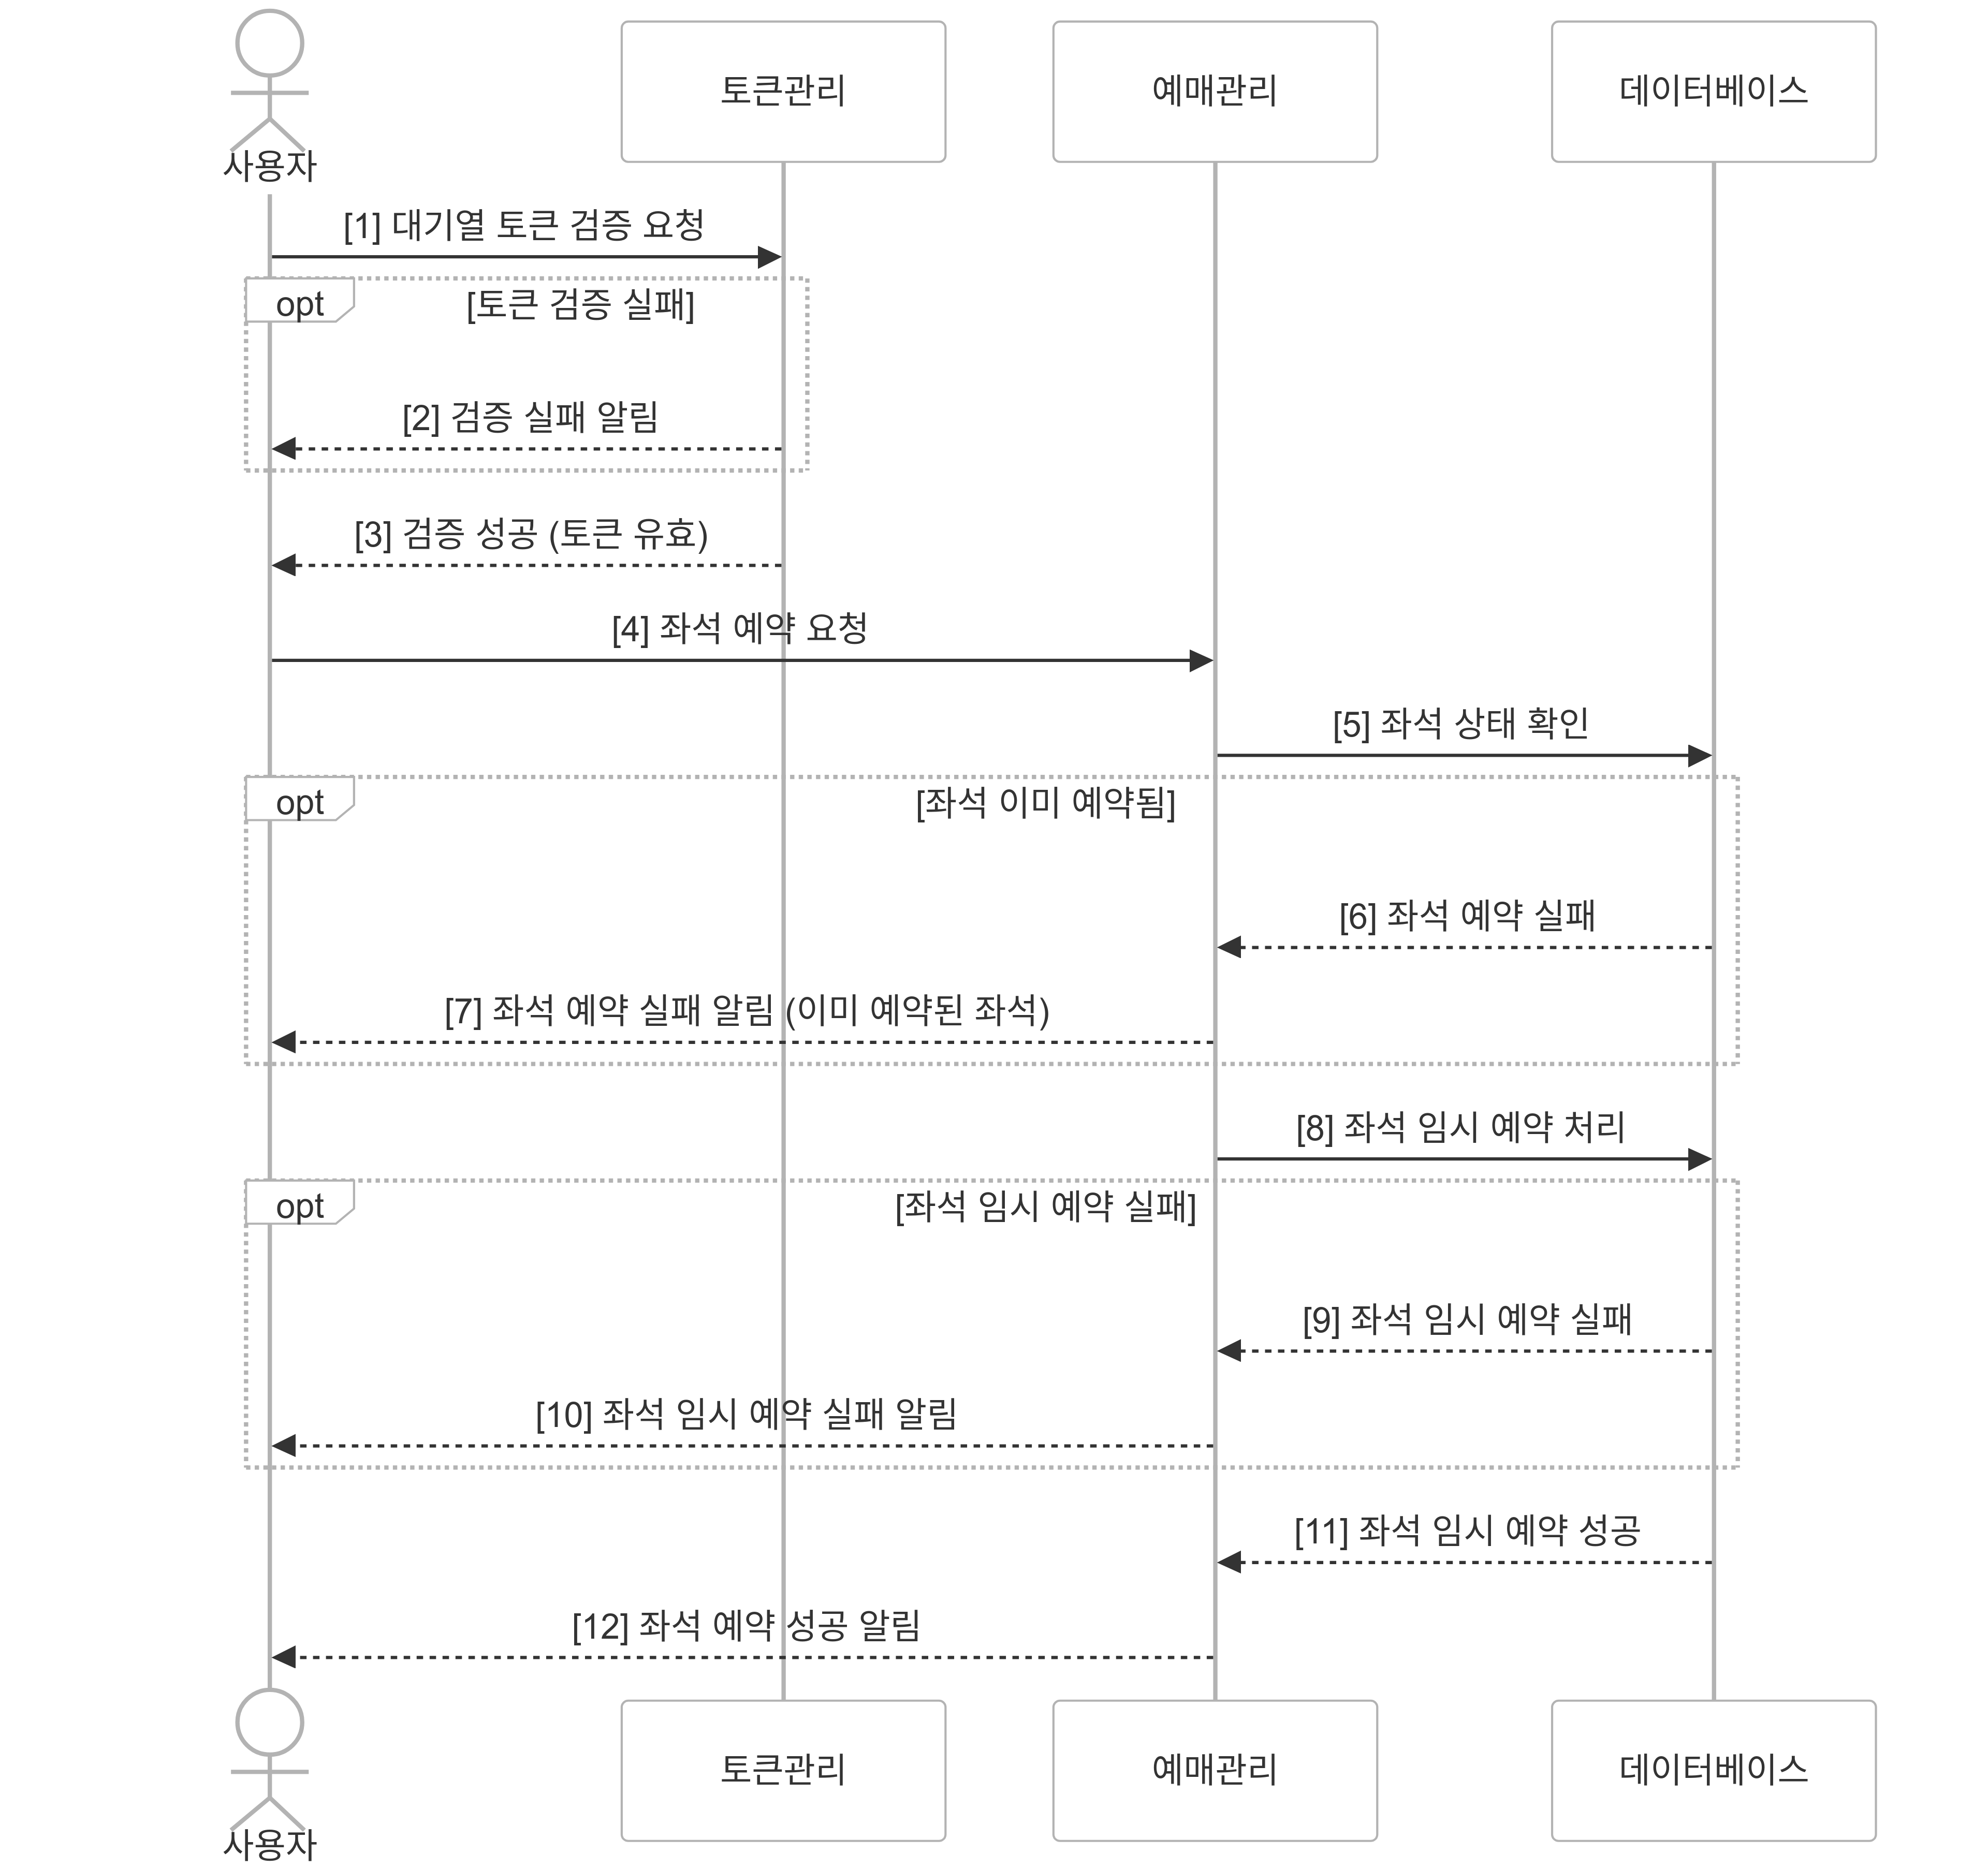 토큰관리
예매관리
데이터베이스
사용자
[1] 대기열 토큰 검증 요청
opt
[토큰 검증 실패]
[2] 검증 실패 알림
[3] 검증 성공 (토큰 유효)
[4] 좌석 예약 요청
[5] 좌석 상태 확인
opt
[좌석 이미 예약됨]
[6] 좌석 예약 실패
[7] 좌석 예약 실패 알림 (이미 예약된 좌석)
[8] 좌석 임시 예약 처리
opt
[좌석 임시 예약 실패]
[9] 좌석 임시 예약 실패
[10] 좌석 임시 예약 실패 알림
[11] 좌석 임시 예약 성공
[12] 좌석 예약 성공 알림
토큰관리
예매관리
데이터베이스
사용자